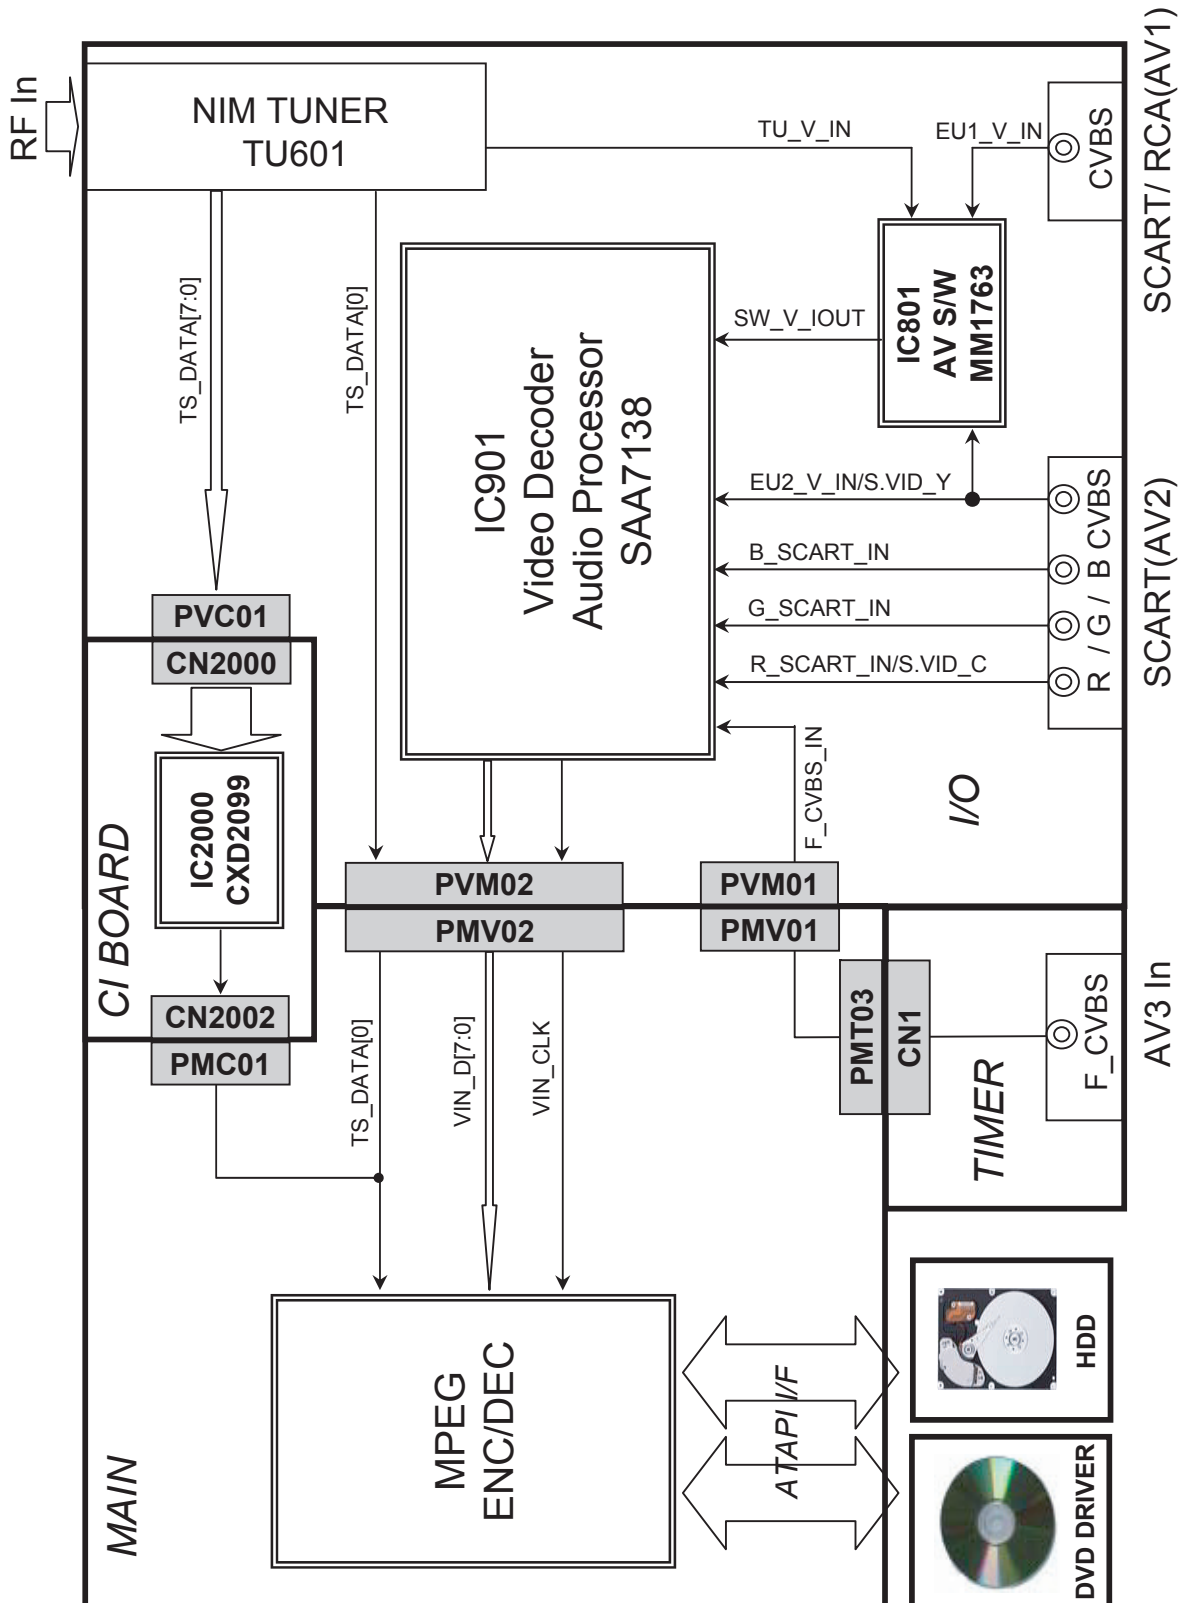 RF In
NIM TUNER
TU601
TU_V_IN
EU1_V_IN
CVBS
SCART/ RCA(AV1)
TS_DATA[7:0]
TS_DATA[0]
IC901
Video Decoder
Audio Processor
SAA7138
SW_V_IOUT
IC801
AV S/W
MM1763
EU2_V_IN/S.VID_Y
B_SCART_IN
G_SCART_IN
R_SCART_IN/S.VID_C
R / G / B CVBS
SCART(AV2)
PVC01
CN2000
CI BOARD
IC2000
CXD2099
CN2002
PMC01
F_CVBS_IN
I/O
PVM02
PMV02
PVM01
PMV01
PMT03
CN1
TIMER
F_CVBS
AV3 In
TS_DATA[0]
VIN_D[7:0]
VIN_CLK
MAIN
MPEG
ENC/DEC
ATAPI I/F
HDD
DVD DRIVER